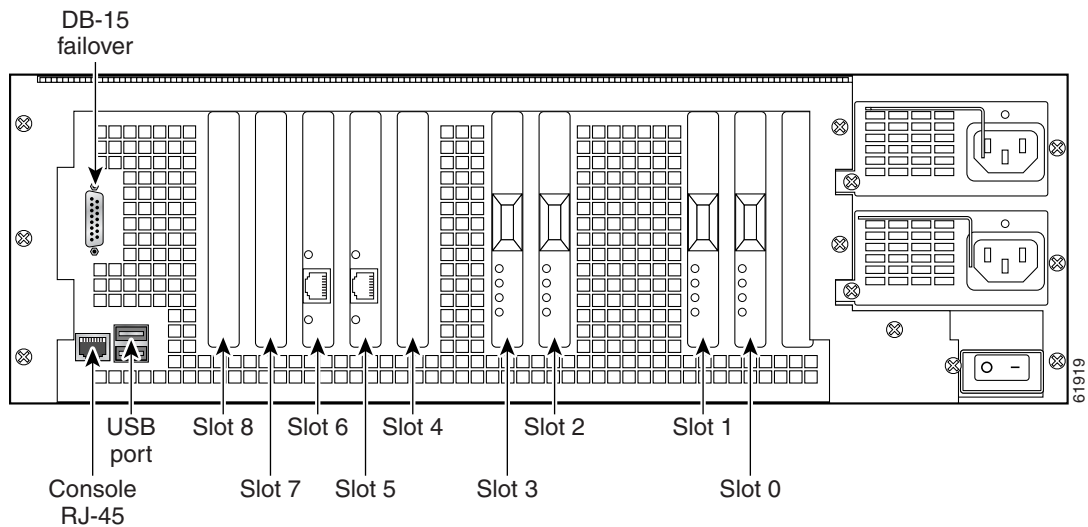 DB-15
failover
61919
USB
port
Slot 8
Slot 6
Slot 4
Slot 2
Slot 1
Console
RJ-45
Slot 7
Slot 5
Slot 3
Slot 0